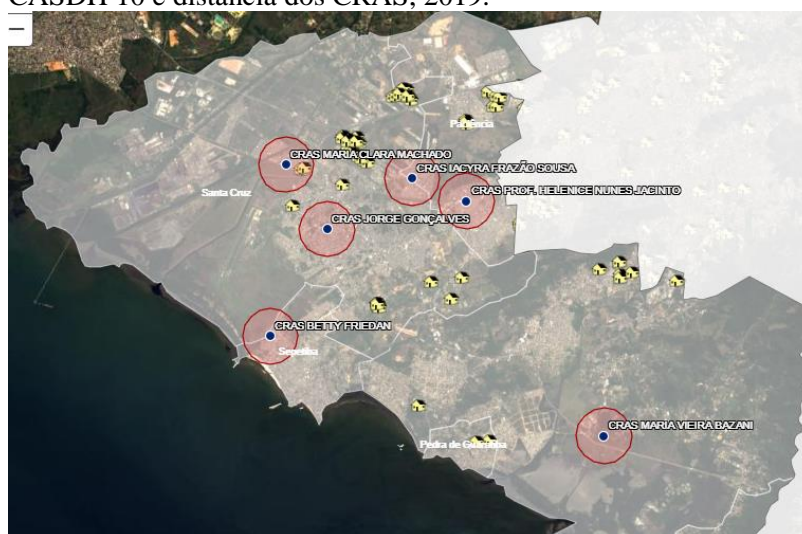 CASDH 10 e distância dos CRAS, 2019.
Paciência
CRAS MARIA CLARA MACHADO
CRAS IACYRA FRAZÃO SOUSA
Santa Cruz
CRAS PROF. HELENICE NUNES JACINTO
CRAS JORGE GONÇALVES
CRAS BETTY FRIEDAN
Sepetiba
CRAS MARIA VIEIRA BAZANI
Pedra de Guaratiba